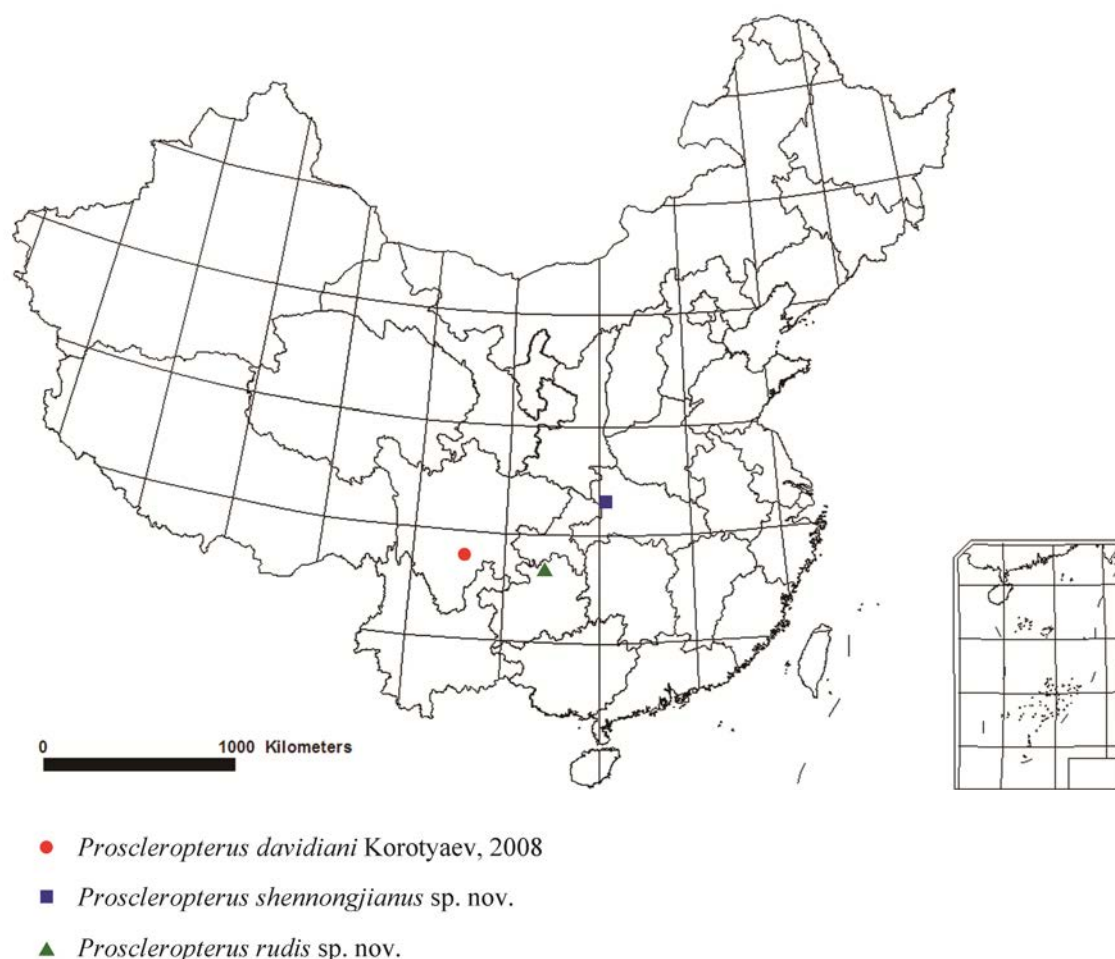 0 1000 Kilometers
Proscleropterus davidiani Korotyaev, 2008
Proscleropterus shennongjianus sp. nov.
Proscleropterus rudis sp. nov.